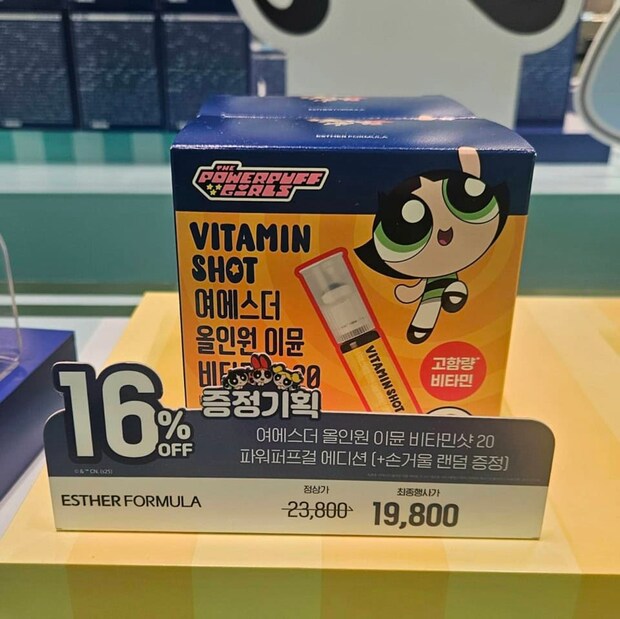 ESTHER FORMULA
THE
POWERPUFF
GIRLS
VITAMIN
SHOT
여에스더
올인원 이뮨
20
VITAMIN SHOT
고함량*
비타민
16% OFF
증정기획
여에스더 올인원 이뮨 비타민샷 20
파워퍼프걸 에디션 (+손거울 랜덤 증정)
ESTHER FORMULA
정상가
23,800
최종행사가
19,800